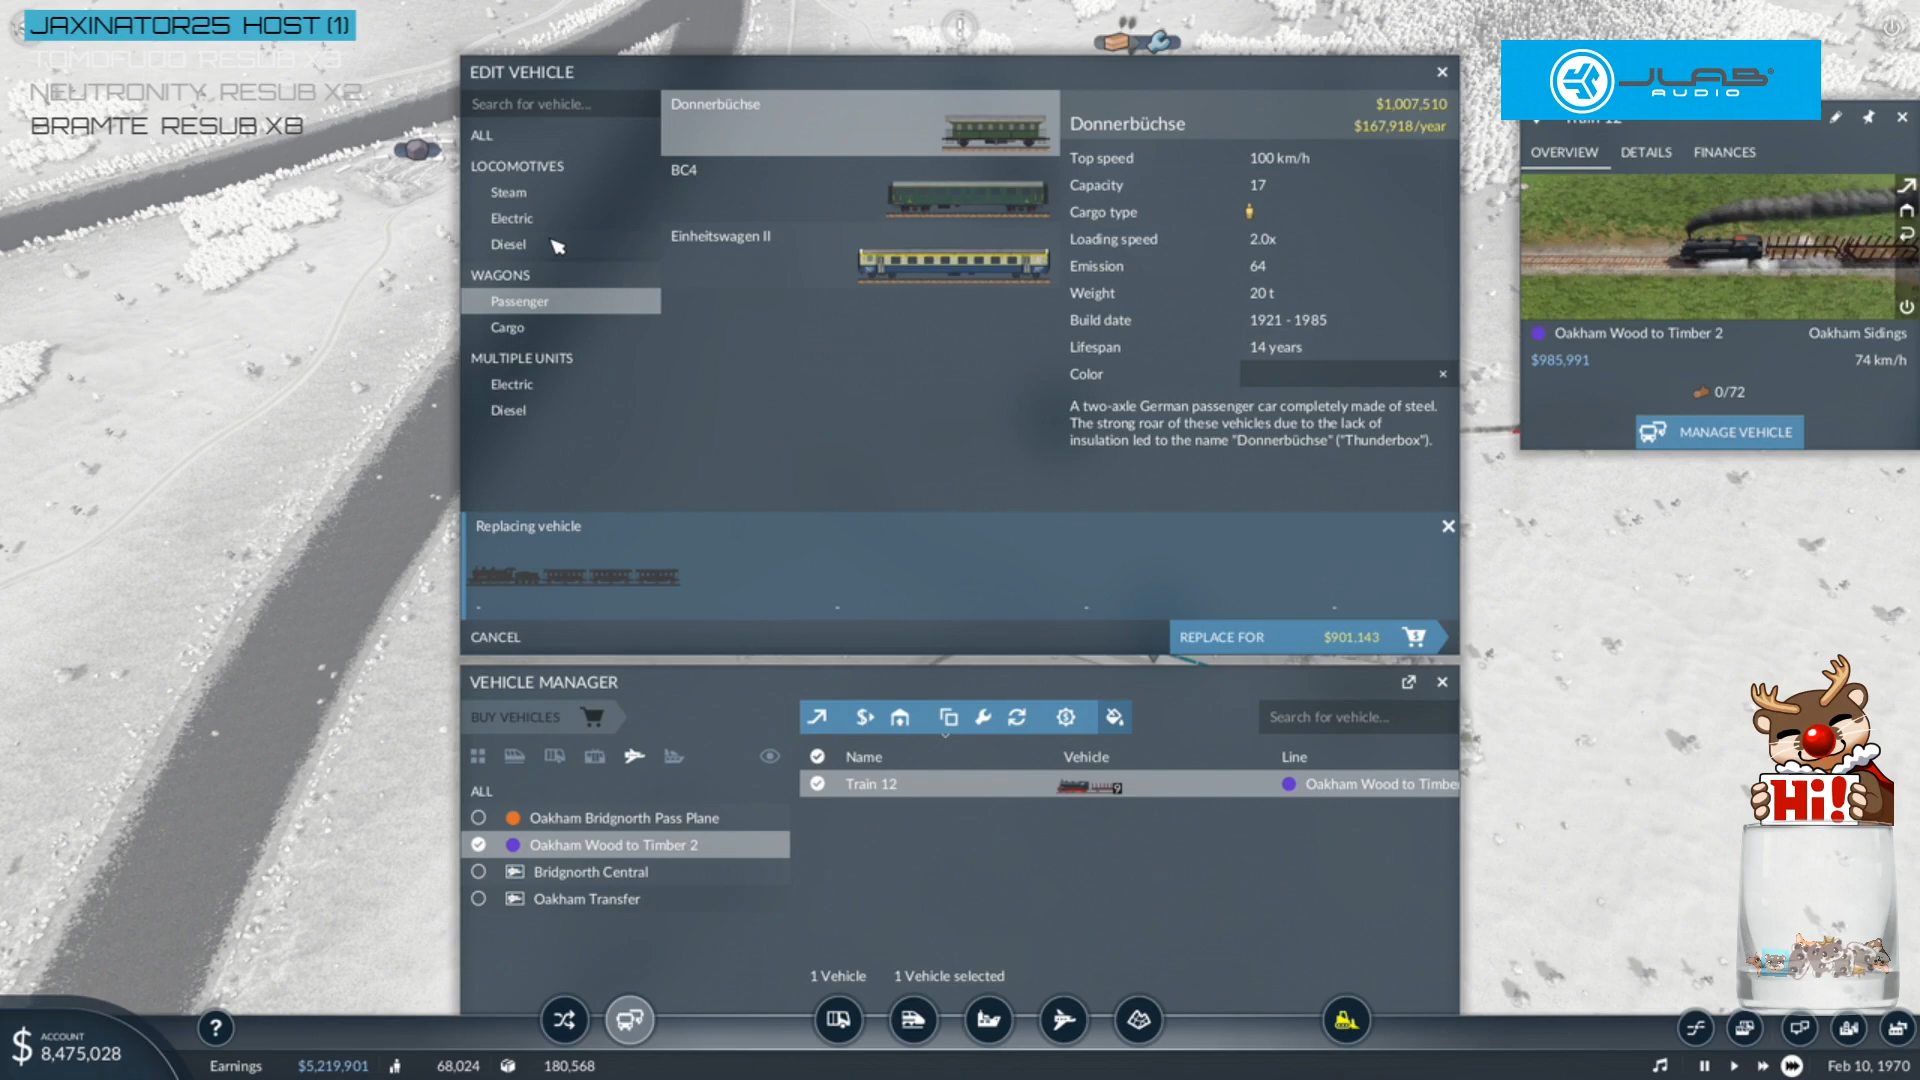 JAXINATOR25 HOST (1)
TOMOFUDO RESUB X3
NEUTRONITY_ RESUB X2
BRAMTE RESUB X8
EDIT VEHICLE
Search for vehicle...
ALL
LOCOMOTIVES
Steam
Electric
Diesel
WAGONS
Passenger
Cargo
MULTIPLE UNITS
Electric
Diesel
Donnerbüchse
BC4
Einheitswagen II
$1,007,510
Donnerbüchse
$167,918/year
Top speed 100 km/h
Capacity 17
Cargo type
Loading speed 2.0x
Emission 64
Weight 20 t
Build date 1921 - 1985
Lifespan 14 years
Color
A two-axle German passenger car completely made of steel.
The strong roar of these vehicles due to the lack of
insulation led to the name "Donnerbüchse" ("Thunderbox").
Replacing vehicle
- - - -
CANCEL
REPLACE FOR $901,143
JLAB
AUDIO
Train 12
OVERVIEW DETAILS FINANCES
Oakham Wood to Timber 2 Oakham Sidings
$985,991 74 km/h
0/72
MANAGE VEHICLE
VEHICLE MANAGER
BUY VEHICLES
Search for vehicle...
ALL
Oakham Bridgnorth Pass Plane
Oakham Wood to Timber 2
Bridgnorth Central
Oakham Transfer
Name Vehicle Line
Train 12 9 Oakham Wood to Timbe
1 Vehicle 1 Vehicle selected
Hi!
$ ACCOUNT
8,475,028
?
Earnings $5,219,901 68,024 180,568
Feb 10, 1970